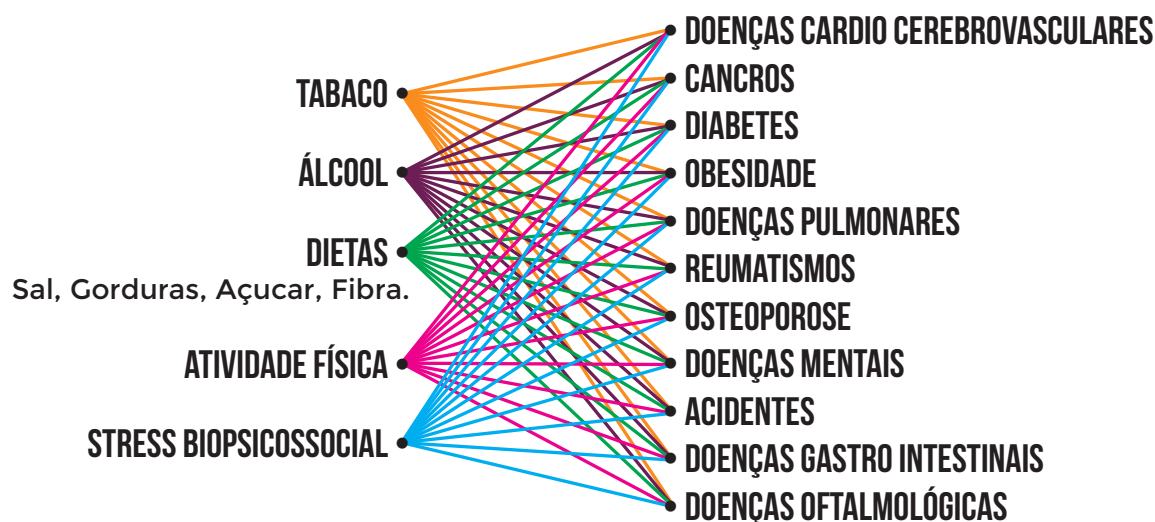 TABACO
ÁLCOOL
DIETAS
Sal, Gorduras, Açucar, Fibra.
ATIVIDADE FÍSICA
STRESS BIOPSICOSSOCIAL
DOENÇAS CARDIO CEREBROVASCULARES
CANCROS
DIABETES
OBESIDADE
DOENÇAS PULMONARES
REUMATISMOS
OSTEOPOROSE
DOENÇAS MENTAIS
ACIDENTES
DOENÇAS GASTRO INTESTINAIS
DOENÇAS OFTALMOLÓGICAS